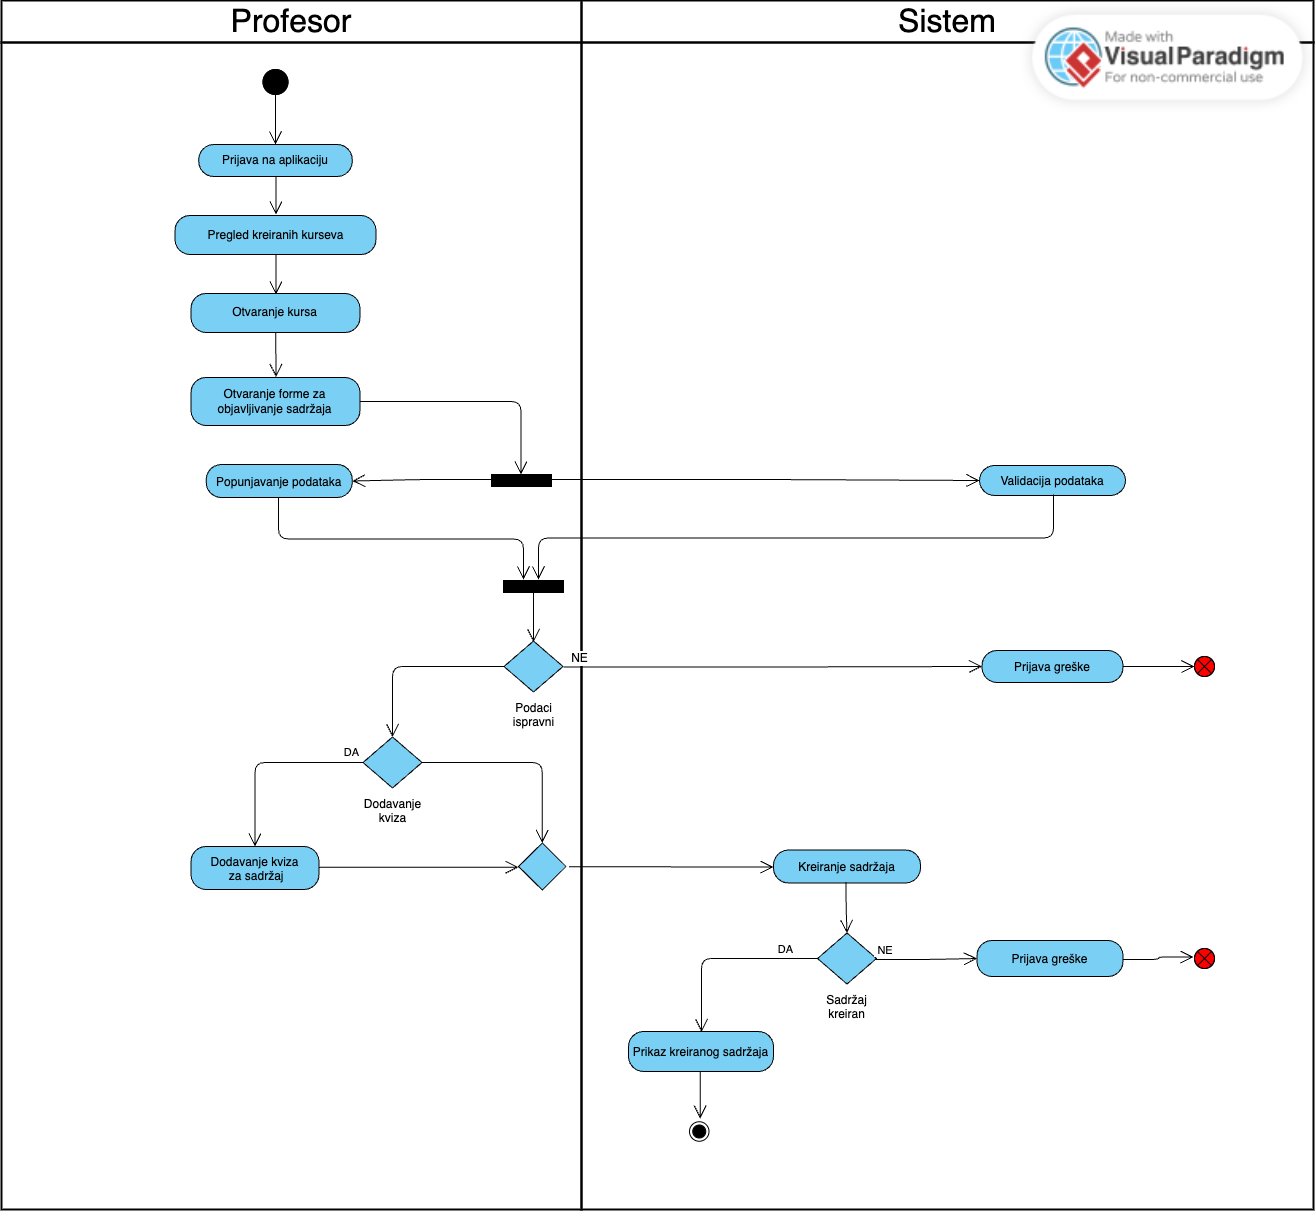 Profesor
Sistem
Made with
VisualParadigm
For non-commercial use
Prijava na aplikaciju
Pregled kreiranih kurseva
Otvaranje kursa
Otvaranje forme za
objavljivanje sadržaja
Popunjavanje podataka
Validacija podataka
NE
Prijava greške
Podaci
ispravni
DA
Dodavanje
kviza
Dodavanje kviza
za sadržaj
Kreiranje sadržaja
DA
NE
Prijava greške
Sadržaj
kreiran
Prikaz kreiranog sadržaja